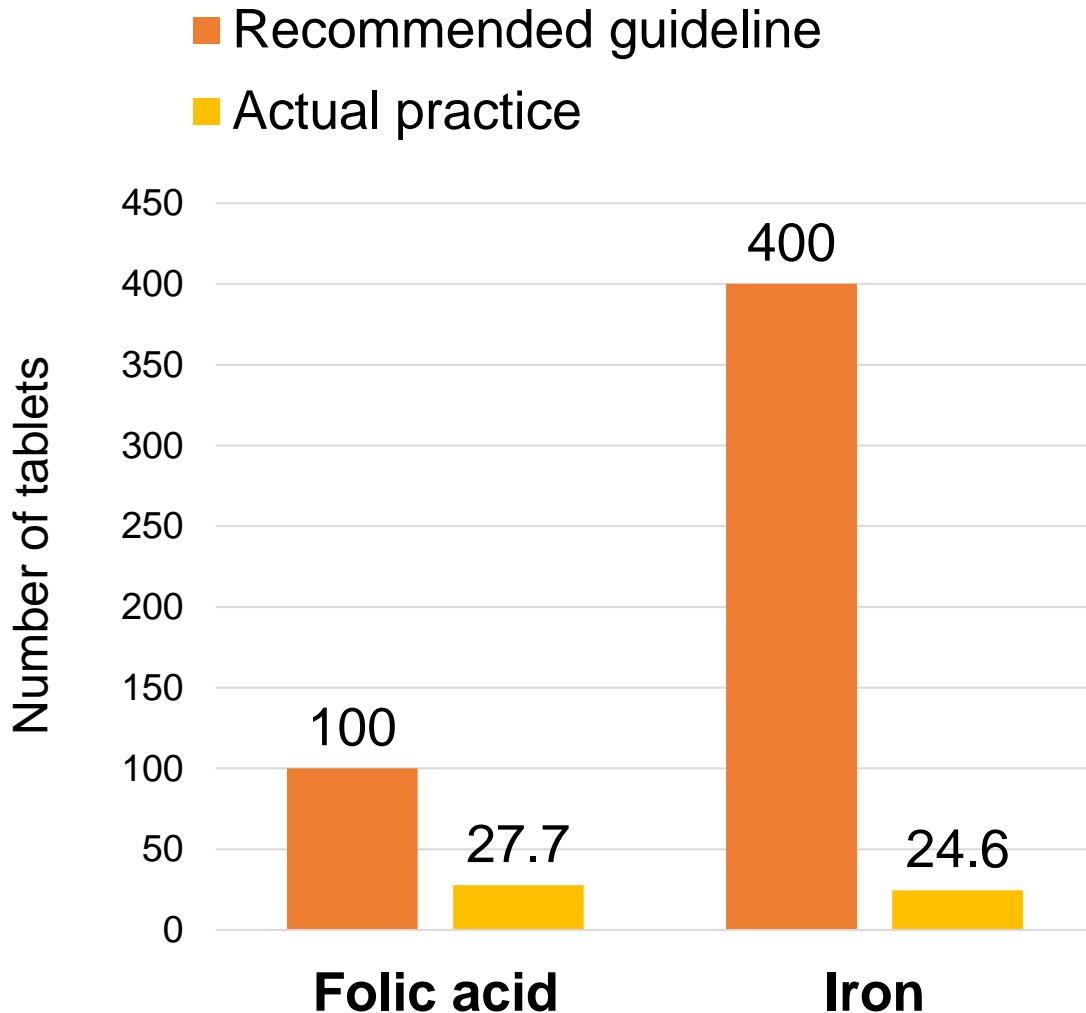 Recommended guideline
Actual practice
Number of tablets
450
400
350
300
250
200
150
100
50
0
100
27.7
400
24.6
Folic acid
Iron